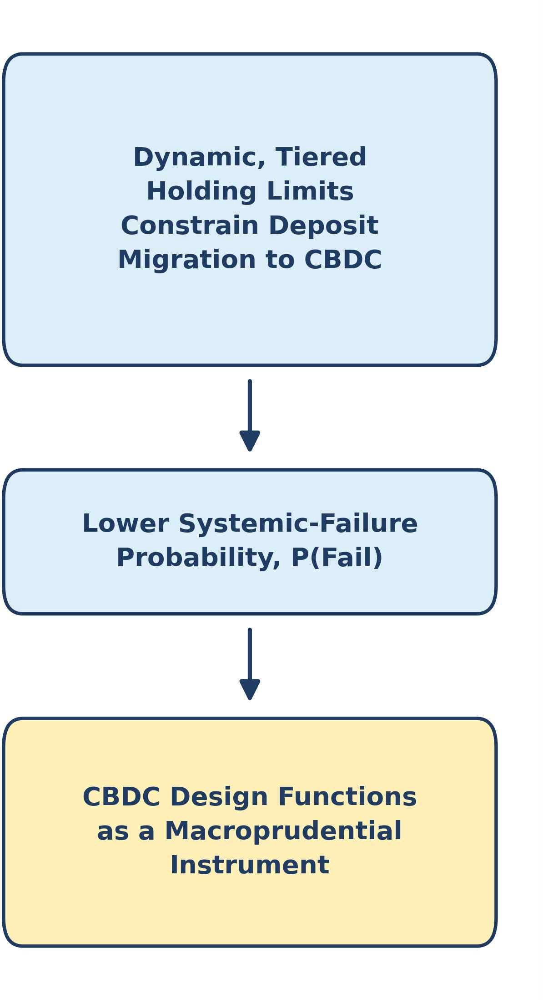 Dynamic, Tiered
Holding Limits
Constrain Deposit
Migration to CBDC
Lower Systemic-Failure
Probability, P(Fail)
CBDC Design Functions
as a Macroprudential
Instrument